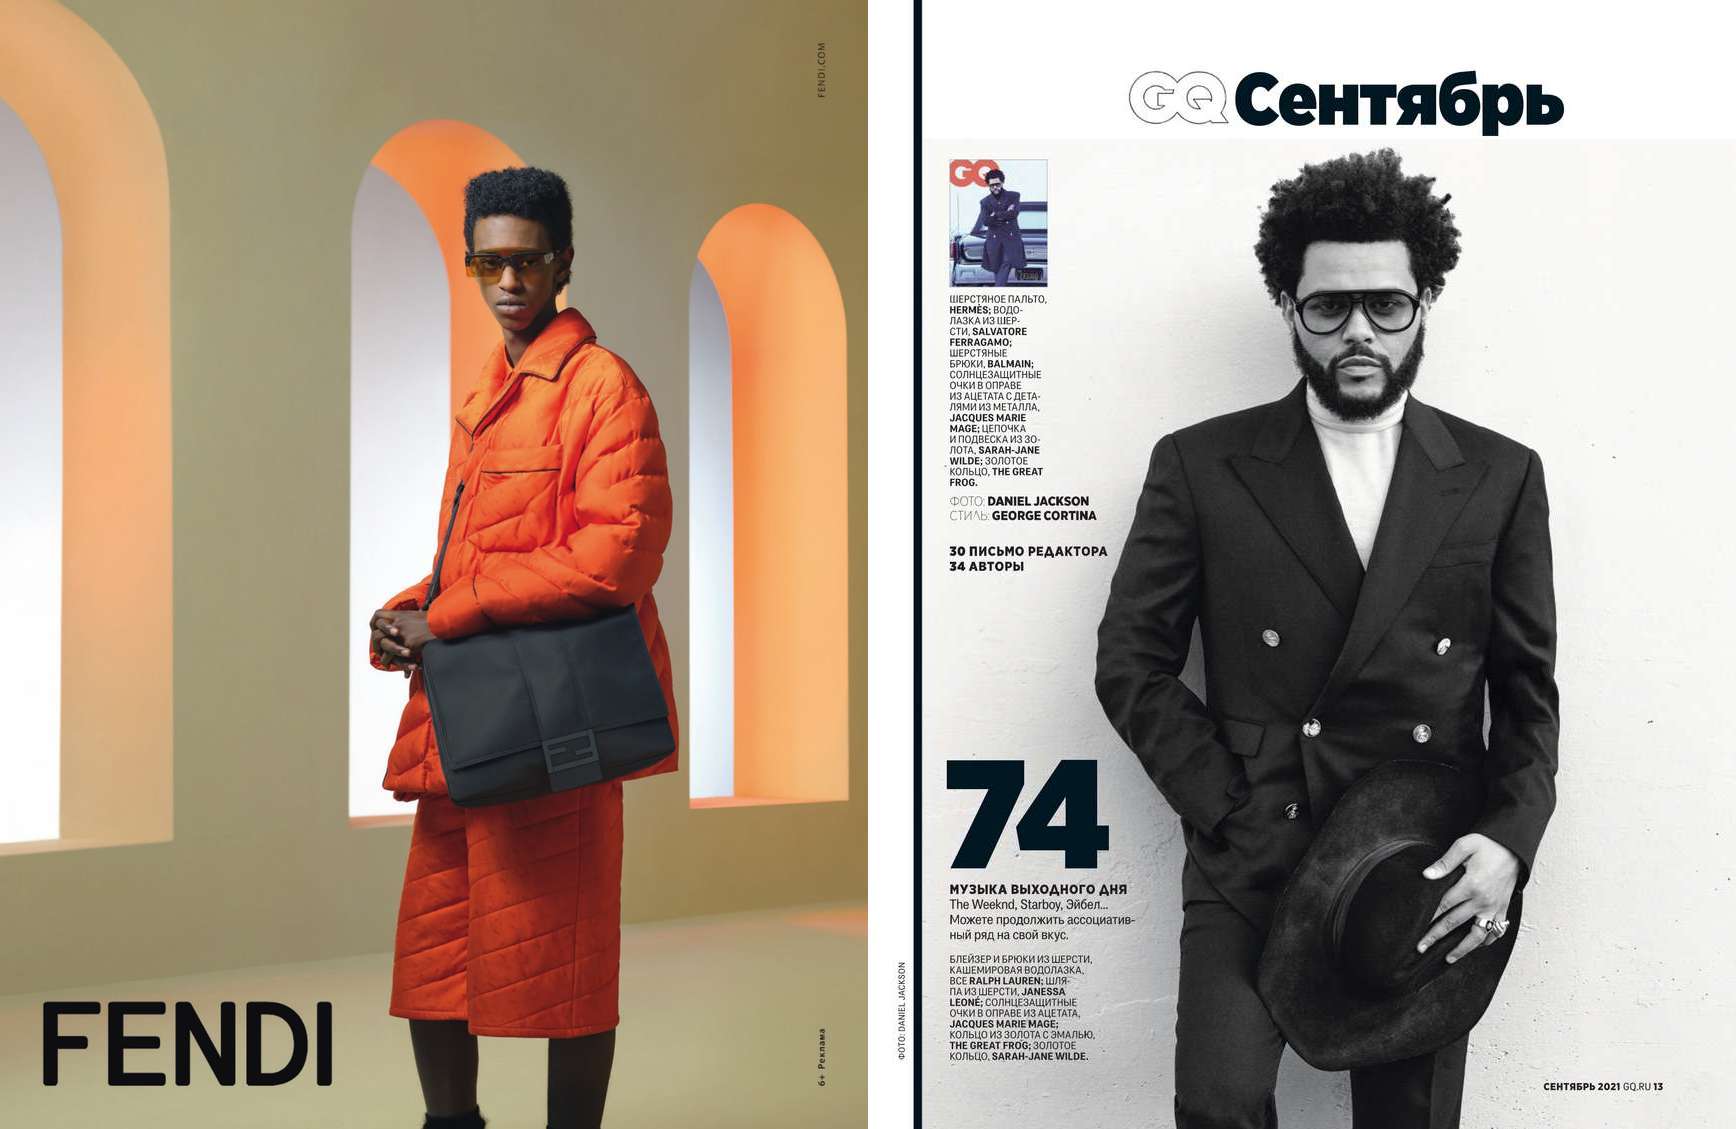 FENDI.COM
FENDI
6+ Реклама
GQ Сентябрь
GQ
ШЕРСТЯНОЕ ПАЛЬТО,
HERMÈS; ВОДО-
ЛАЗКА ИЗ ШЕР-
СТИ, SALVATORE
FERRAGAMO;
ШЕРСТЯНЫЕ
БРЮКИ, BALMAIN;
СОЛНЦЕЗАЩИТНЫЕ
ОЧКИ В ОПРАВЕ
ИЗ АЦЕТАТА С ДЕТА-
ЛЯМИ ИЗ МЕТАЛЛА,
JACQUES MARIE
MAGE; ЦЕПОЧКА
И ПОДВЕСКА ИЗ ЗО-
ЛОТА, SARAH-JANE
WILDE; ЗОЛОТОЕ
КОЛЬЦО, THE GREAT
FROG.
ФОТО: DANIEL JACKSON
СТИЛЬ: GEORGE CORTINA
30 ПИСЬМО РЕДАКТОРА
34 АВТОРЫ
74
МУЗЫКА ВЫХОДНОГО ДНЯ
The Weeknd, Starboy, Эйбел...
Можете продолжить ассоциатив-
ный ряд на свой вкус.
БЛЕЙЗЕР И БРЮКИ ИЗ ШЕРСТИ,
КАШЕМИРОВАЯ ВОДОЛАЗКА,
ВСЕ RALPH LAUREN; ШЛЯ-
ПА ИЗ ШЕРСТИ, JANESSA
LEONÉ; СОЛНЦЕЗАЩИТНЫЕ
ОЧКИ В ОПРАВЕ ИЗ АЦЕТАТА,
JACQUES MARIE MAGE;
КОЛЬЦО ИЗ ЗОЛОТА С ЭМАЛЬЮ,
THE GREAT FROG; ЗОЛОТОЕ
КОЛЬЦО, SARAH-JANE WILDE.
ФОТО: DANIEL JACKSON
СЕНТЯБРЬ 2021 GQ.RU 13